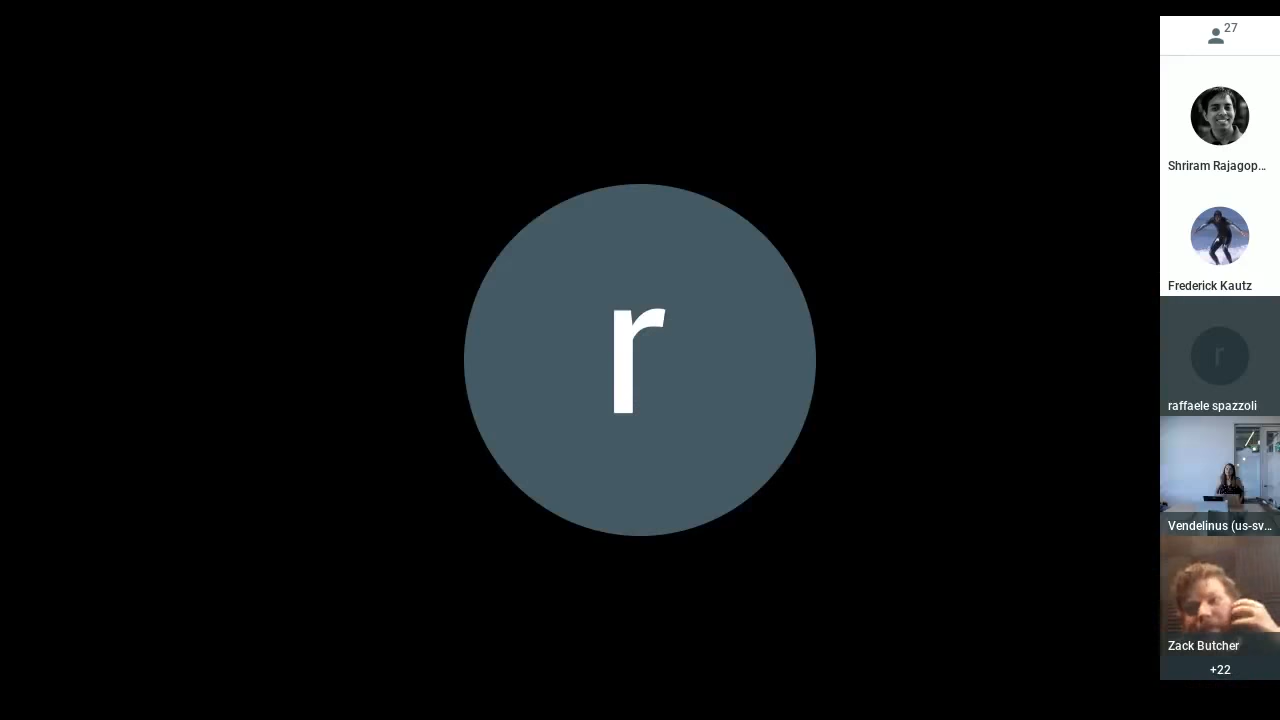 27
r
Shriram Rajagop...
Frederick Kautz
r
raffaele spazzoli
Vendelinus (us-sv...
Zack Butcher
+22